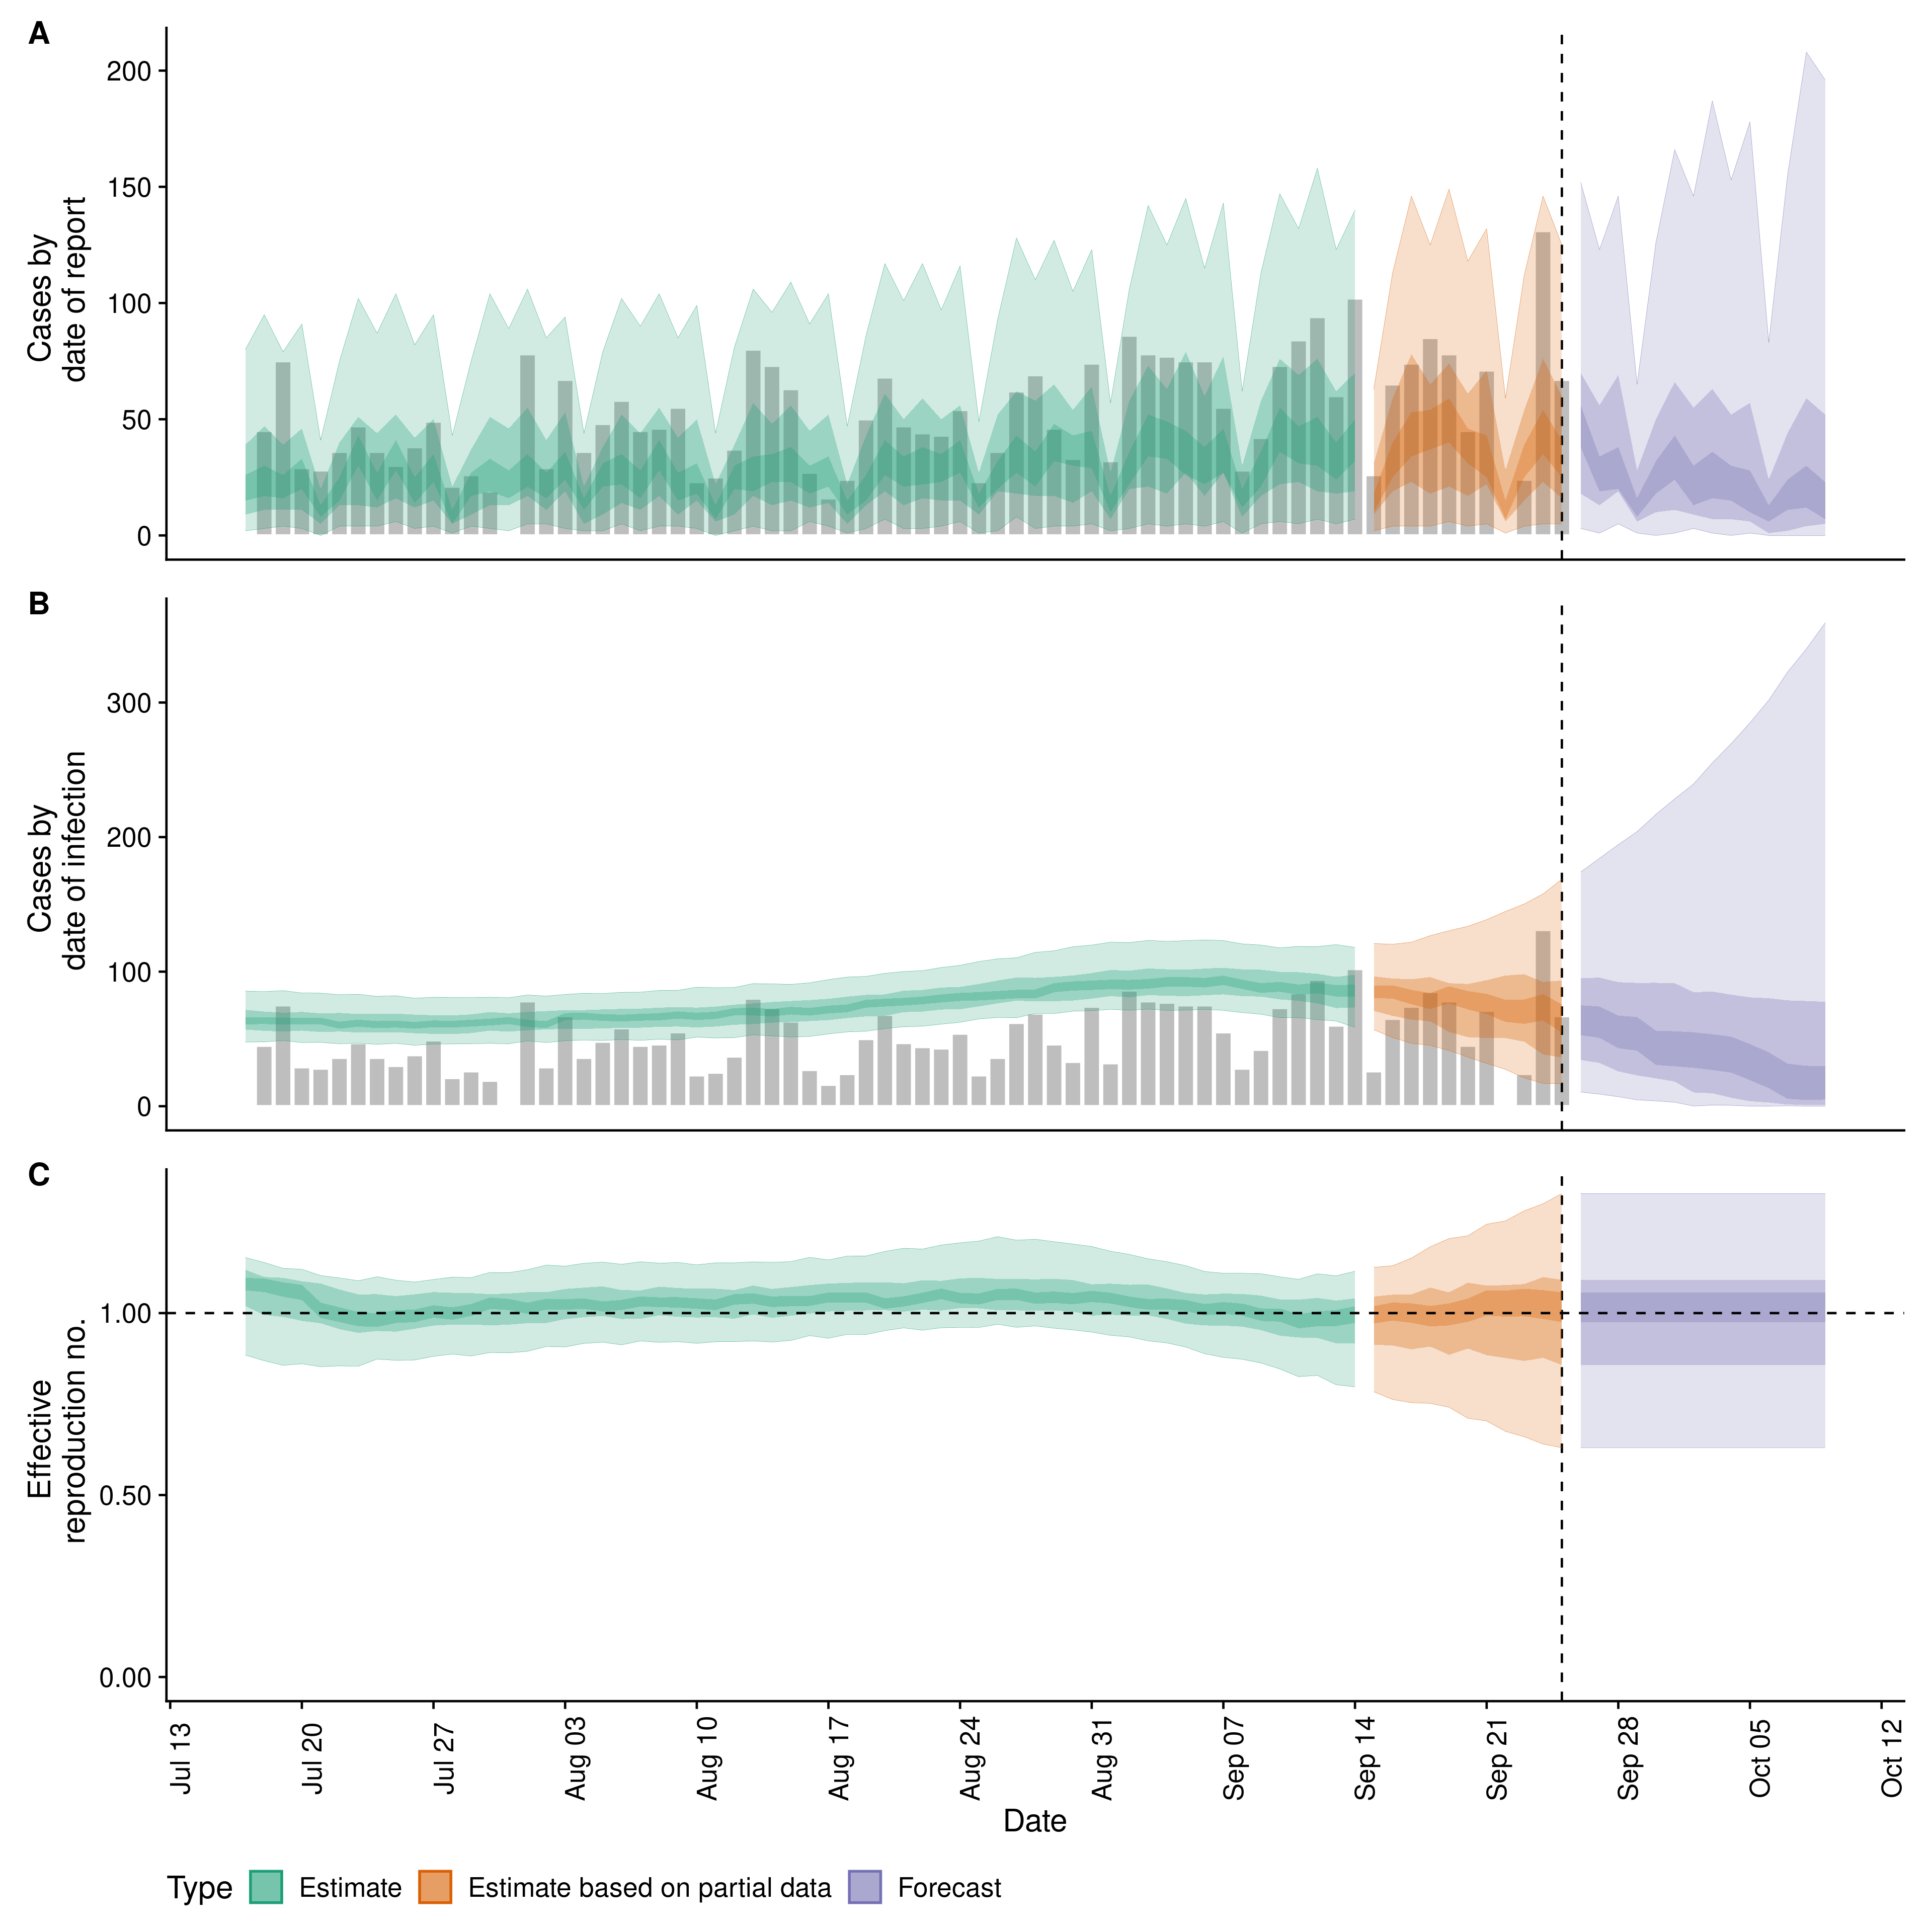 A
Cases by
date of report
200
150
100
50
0
B
Cases by
date of infection
300
200
100
0
C
Effective
reproduction no.
1.00
0.50
0.00
Jul 13
Jul 20
Jul 27
Aug 03
Aug 10
Aug 17
Aug 24
Aug 31
Sep 07
Sep 14
Sep 21
Sep 28
Oct 05
Oct 12
Date
Type Estimate Estimate based on partial data Forecast